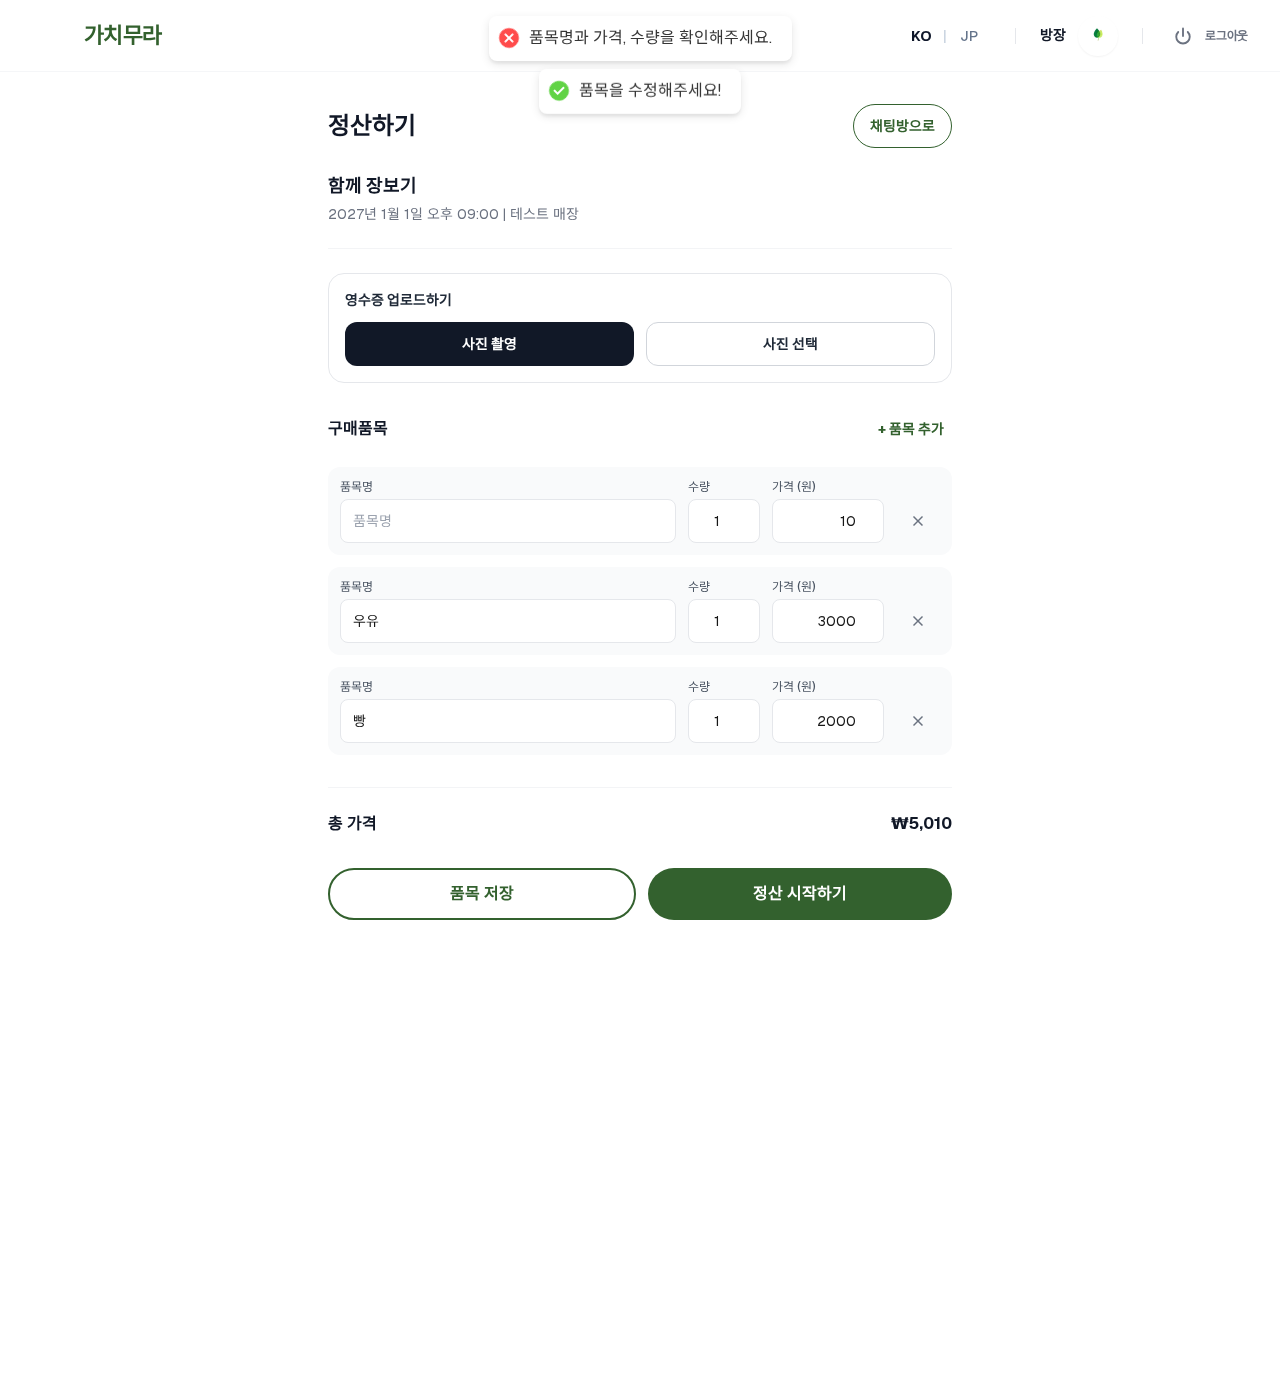 가치무라
품목명과 가격, 수량을 확인해주세요.
KO | JP
방장
로그아웃
품목을 수정해주세요!
정산하기
채팅방으로
함께 장보기
2027년 1월 1일 오후 09:00 | 테스트 매장
영수증 업로드하기
사진 촬영
사진 선택
구매품목
+ 품목 추가
품목명 수량 가격 (원)
품목명 1 10
품목명 수량 가격 (원)
우유 1 3000
품목명 수량 가격 (원)
빵 1 2000
총 가격
₩5,010
품목 저장
정산 시작하기